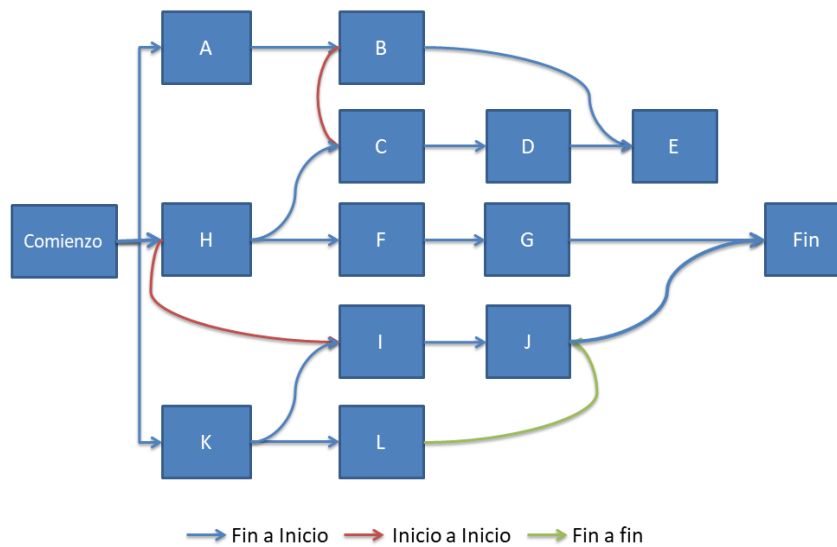 A
B
C
D
E
Comienzo
H
F
G
Fin
I
J
K
L
Fin a Inicio
Inicio a Inicio
Fin a fin